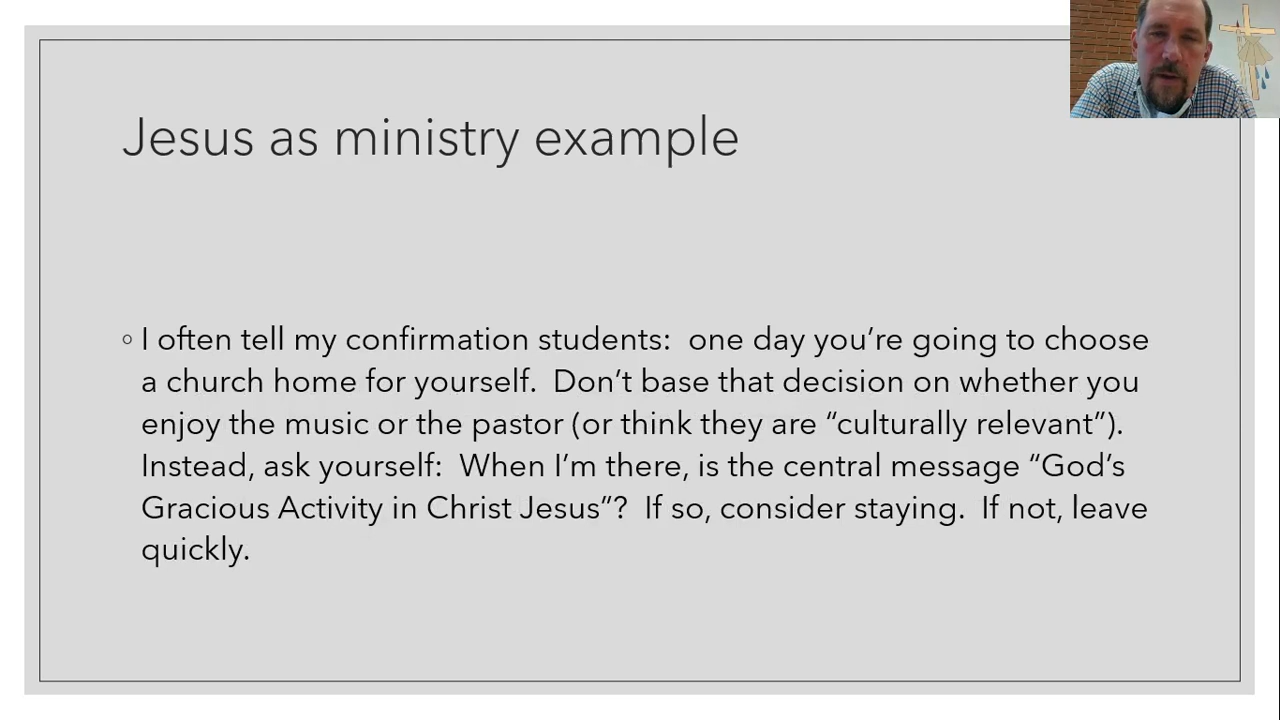 Jesus as ministry example
◦ I often tell my confirmation students:  one day you’re going to choose
a church home for yourself.  Don’t base that decision on whether you
enjoy the music or the pastor (or think they are “culturally relevant”).
Instead, ask yourself:  When I’m there, is the central message “God’s
Gracious Activity in Christ Jesus”?  If so, consider staying.  If not, leave
quickly.